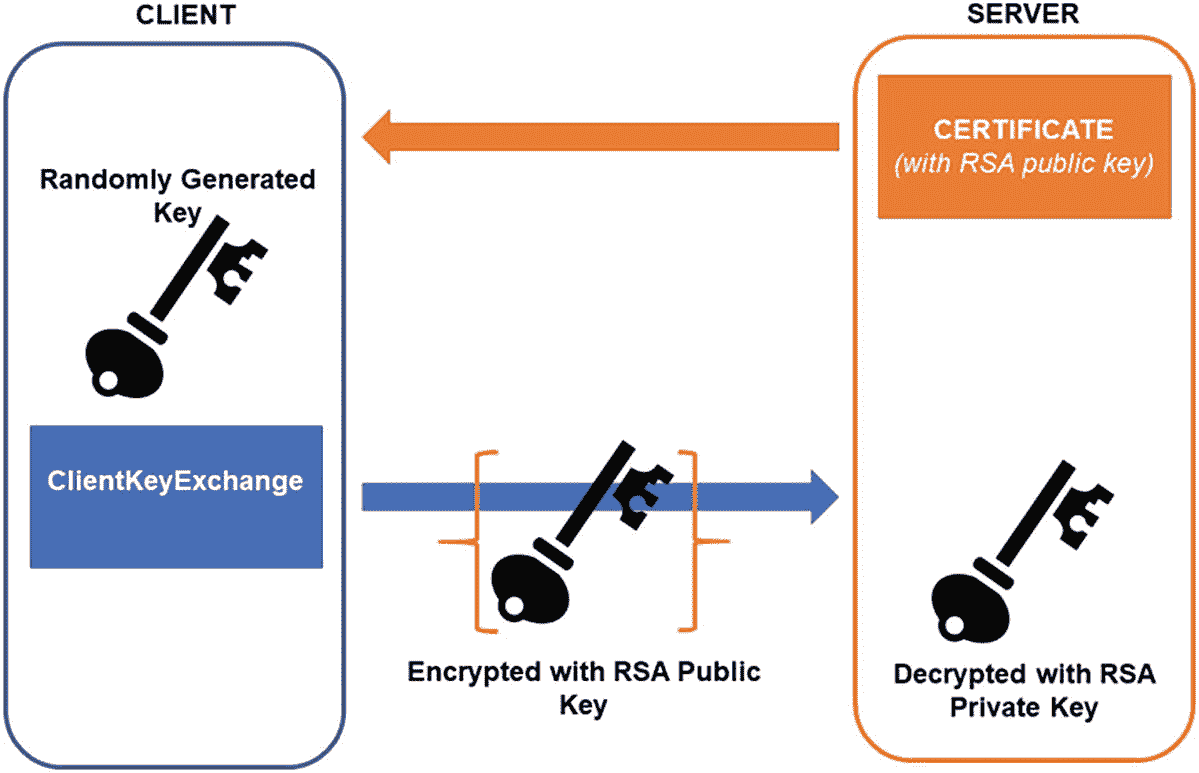 CLIENT
SERVER
CERTIFICATE
(with RSA public key)
Randomly Generated
Key
ClientKeyExchange
Encrypted with RSA Public
Key
Decrypted with RSA
Private Key